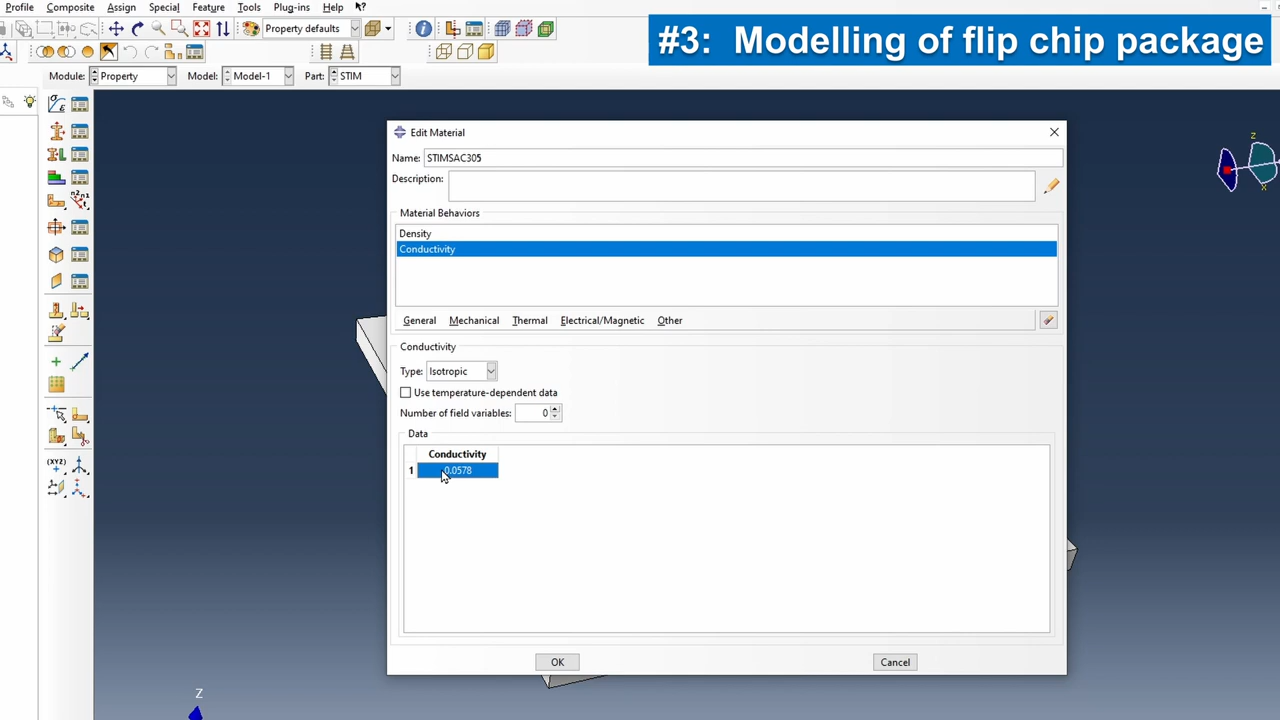 Profile Composite Assign Special Feature Tools Plug-ins Help
#3: Modelling of flip chip package
Property defaults
Module: Property Model: Model-1 Part: STIM
Edit Material
Name: STIMSAC305
Description:
Material Behaviors
Density
Conductivity
General Mechanical Thermal Electrical/Magnetic Other
Conductivity
Type: Isotropic
Use temperature-dependent data
Number of field variables: 0
Data
Conductivity
1 0.0578
OK Cancel
z
x
(XYZ)
Z